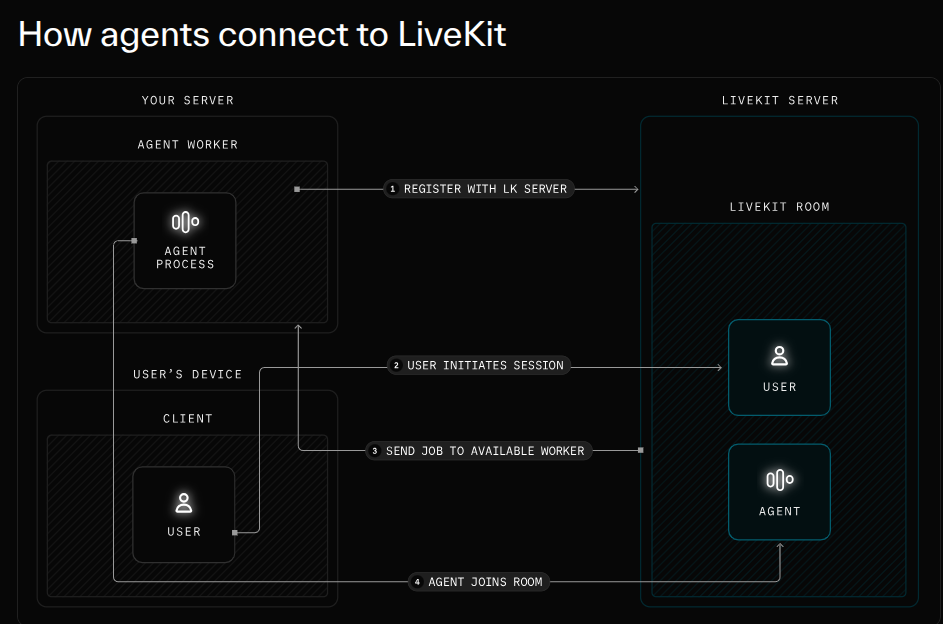 How agents connect to LiveKit
YOUR SERVER
LIVEKIT SERVER
AGENT WORKER
1 REGISTER WITH LK SERVER
LIVEKIT ROOM
AGENT
PROCESS
2 USER INITIATES SESSION
USER'S DEVICE
USER
CLIENT
3 SEND JOB TO AVAILABLE WORKER
AGENT
USER
4 AGENT JOINS ROOM